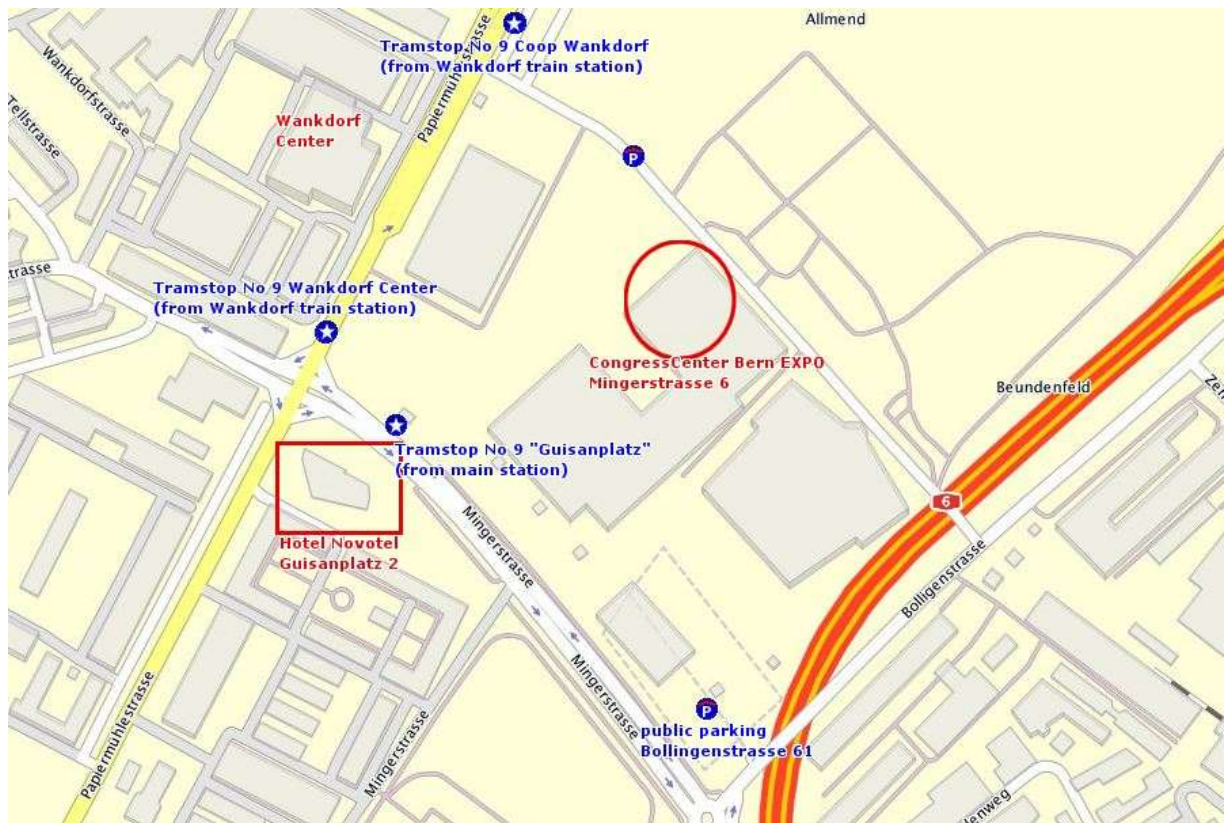 Allmend
Tramstop No 9 Coop Wankdorf
(from Wankdorf train station)
Wankdorfstrasse
Tellstrasse
Papiermühlestrasse
Wankdorf
Center
P
strasse
Tramstop No 9 Wankdorf Center
(from Wankdorf train station)
CongressCenter Bern EXPO
Mingerstrasse 6
Beundenfeld
Tramstop No 9 "Guisanplatz"
(from main station)
6
Hotel Novotel
Guisanplatz 2
Mingerstrasse
Bolligenstrasse
Mingerstrasse
Papiermühlestrasse
Mingerstrasse
P
public parking
Bollingenstrasse 61
denweg